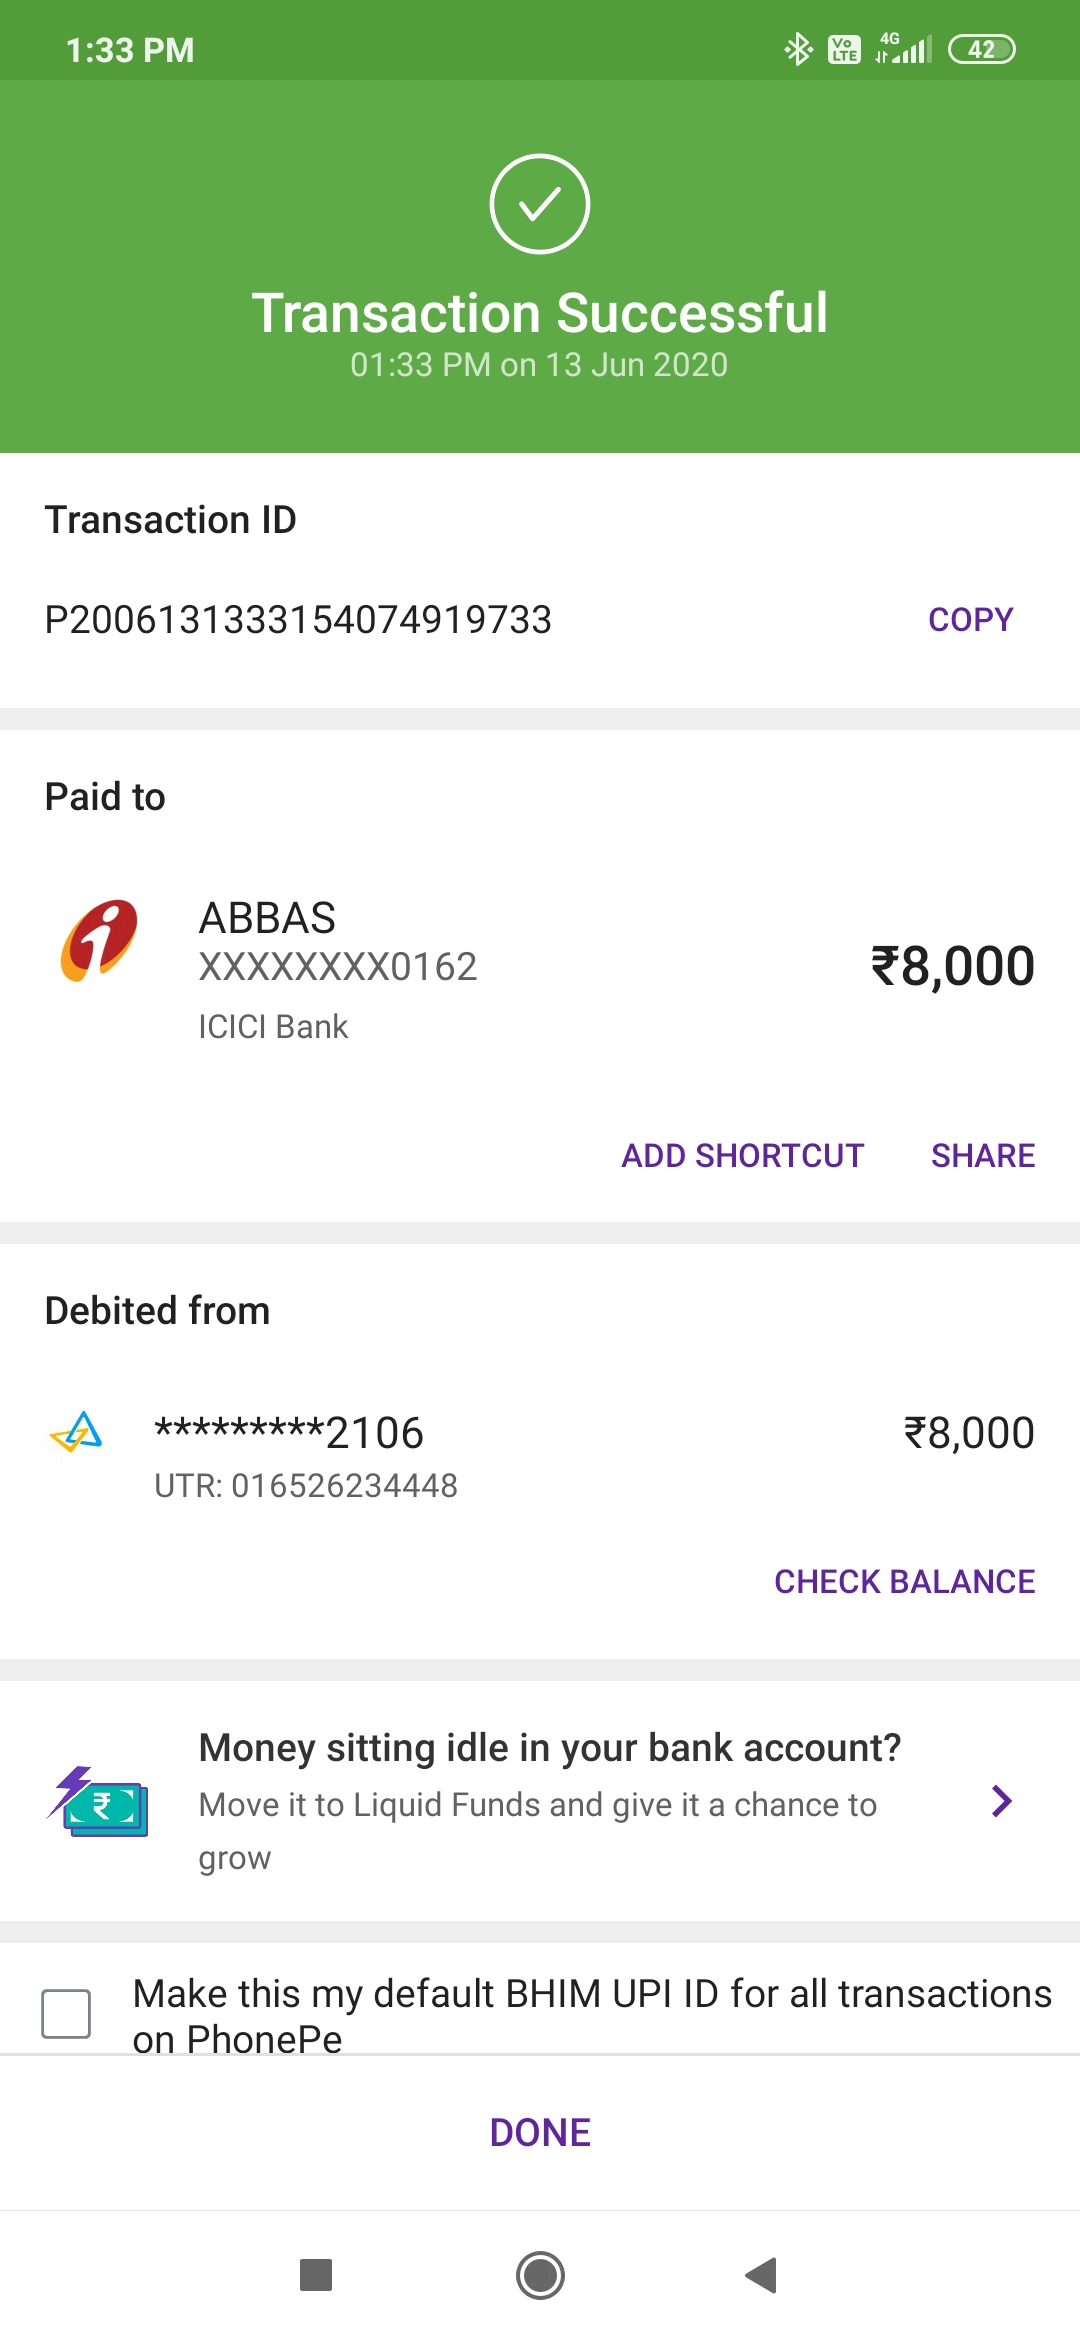 1:33 PM
Vo LTE 4G 42
Transaction Successful
01:33 PM on 13 Jun 2020
Transaction ID
P2006131333154074919733 COPY
Paid to
ABBAS
XXXXXXXX0162 ₹8,000
ICICI Bank
ADD SHORTCUT SHARE
Debited from
*********2106 ₹8,000
UTR: 016526234448
CHECK BALANCE
Money sitting idle in your bank account?
Move it to Liquid Funds and give it a chance to
grow
Make this my default BHIM UPI ID for all transactions
on PhonePe
DONE